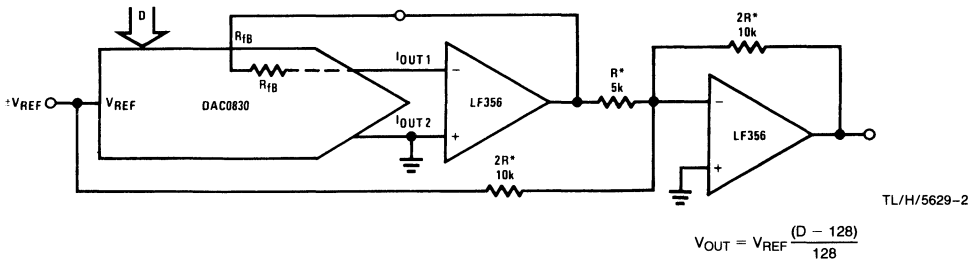 D
R_fB
R_fB
I_OUT 1
±V_REF
V_REF
DAC0830
−
LF356
+
I_OUT 2
R*
5k
2R*
10k
2R*
10k
−
LF356
+
TL/H/5629–2
V_OUT = V_REF (D − 128) / 128